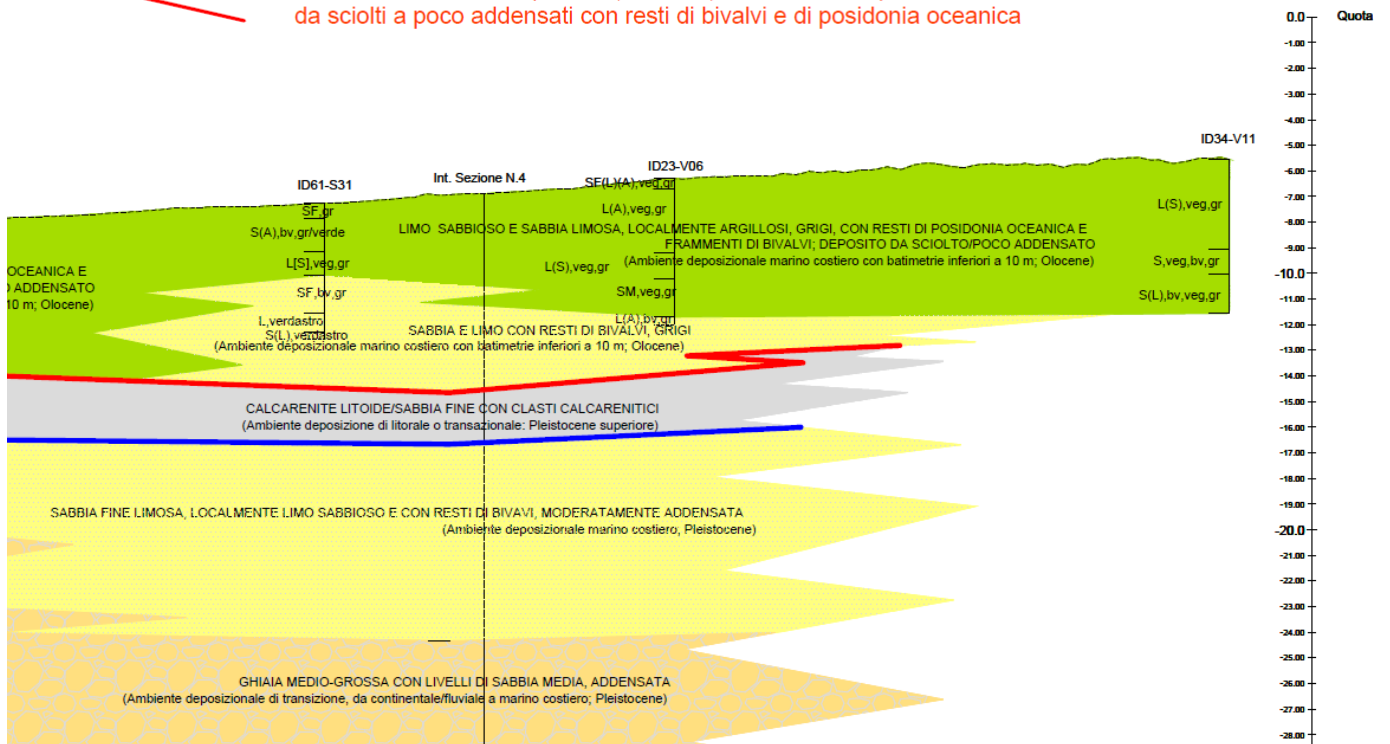 da sciolti a poco addensati con resti di bivalvi e di posidonia oceanica
0.0 Quota
-1.00
-2.00
-3.00
-4.00
-5.00
-6.00
-7.00
-8.00
-9.00
-10.0
-11.00
-12.00
-13.00
-14.00
-15.00
-16.00
-17.00
-18.00
-19.00
-20.0
-21.00
-22.00
-23.00
-24.00
-25.00
-26.00
-27.00
-28.00
ID61-S31
Int. Sezione N.4
ID23-V06
ID34-V11
SF,gr
S(A),bv,gr/verde
L[S],veg,gr
SF,bv,gr
L,verdastro
S(L),verdastro
SF(L)(A),veg,gr
L(A),veg,gr
L(S),veg,gr
SM,veg,gr
L(A),bv,gr
L(S),veg,gr
S,veg,bv,gr
S(L),bv,veg,gr
LIMO SABBIOSO E SABBIA LIMOSA, LOCALMENTE ARGILLOSI, GRIGI, CON RESTI DI POSIDONIA OCEANICA E
FRAMMENTI DI BIVALVI; DEPOSITO DA SCIOLTO/POCO ADDENSATO
(Ambiente deposizionale marino costiero con batimetrie inferiori a 10 m; Olocene)
OCEANICA E
ADDENSATO
10 m; Olocene)
SABBIA E LIMO CON RESTI DI BIVALVI, GRIGI
(Ambiente deposizionale marino costiero con batimetrie inferiori a 10 m; Olocene)
CALCARENITE LITOIDE/SABBIA FINE CON CLASTI CALCARENITICI
(Ambiente deposizione di litorale o transazionale: Pleistocene superiore)
SABBIA FINE LIMOSA, LOCALMENTE LIMO SABBIOSO E CON RESTI DI BIVAVI, MODERATAMENTE ADDENSATA
(Ambiente deposizionale marino costiero, Pleistocene)
GHIAIA MEDIO-GROSSA CON LIVELLI DI SABBIA MEDIA, ADDENSATA
(Ambiente deposizionale di transizione, da continentale/fluviale a marino costiero; Pleistocene)